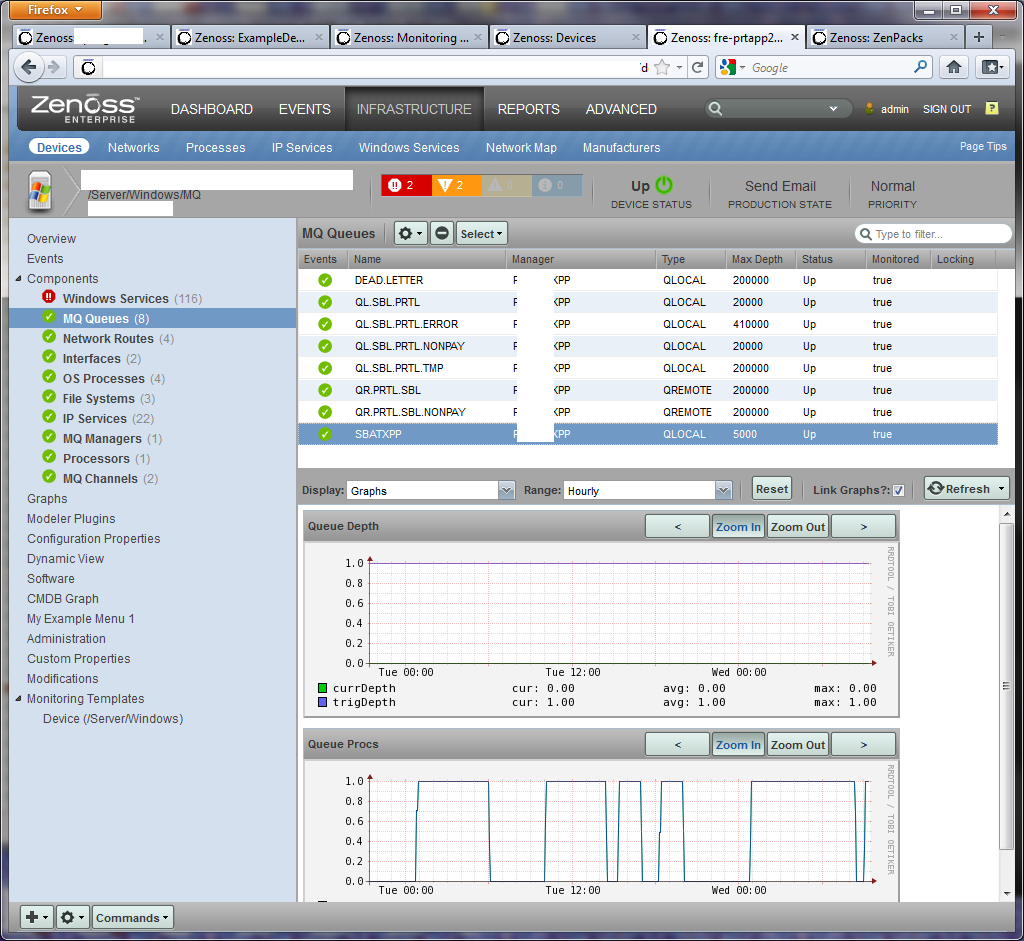 Firefox
Zenoss: .
Zenoss: ExampleDe...
Zenoss: Monitoring ...
Zenoss: Devices
Zenoss: fre-prtapp2...
Zenoss: ZenPacks
Google
Zenoss ENTERPRISE
DASHBOARD EVENTS INFRASTRUCTURE REPORTS ADVANCED
admin SIGN OUT ?
Devices Networks Processes IP Services Windows Services Network Map Manufacturers Page Tips
/Server/Windows/MQ
2 2 0 0
Up
DEVICE STATUS
Send Email
PRODUCTION STATE
Normal
PRIORITY
Overview
Events
Components
Windows Services (116)
MQ Queues (8)
Network Routes (4)
Interfaces (2)
OS Processes (4)
File Systems (3)
IP Services (22)
MQ Managers (1)
Processors (1)
MQ Channels (2)
Graphs
Modeler Plugins
Configuration Properties
Dynamic View
Software
CMDB Graph
My Example Menu 1
Administration
Custom Properties
Modifications
Monitoring Templates
Device (/Server/Windows)
MQ Queues Select Type to filter...
Events Name Manager Type Max Depth Status Monitored Locking
DEAD.LETTER XPP QLOCAL 200000 Up true
QL.SBL.PRTL XPP QLOCAL 20000 Up true
QL.SBL.PRTL.ERROR XPP QLOCAL 410000 Up true
QL.SBL.PRTL.NONPAY XPP QLOCAL 20000 Up true
QL.SBL.PRTL.TMP XPP QLOCAL 200000 Up true
QR.PRTL.SBL XPP QREMOTE 200000 Up true
QR.PRTL.SBL.NONPAY XPP QREMOTE 200000 Up true
SBATXPP XPP QLOCAL 5000 Up true
Display: Graphs Range: Hourly Reset Link Graphs?: Refresh
Queue Depth < Zoom In Zoom Out >
1.0
0.8
0.6
0.4
0.2
0.0
Tue 00:00 Tue 12:00 Wed 00:00
RRDTOOL / TOBI OETIKER
currDepth cur: 0.00 avg: 0.00 max: 0.00
trigDepth cur: 1.00 avg: 1.00 max: 1.00
Queue Procs < Zoom In Zoom Out >
1.0
0.8
0.6
0.4
0.2
0.0
Tue 00:00 Tue 12:00 Wed 00:00
RRDTOOL / TOBI OETIKER
Commands